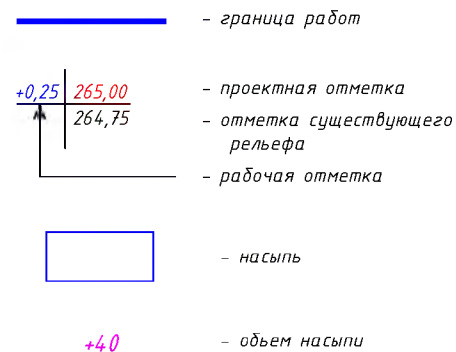 – граница работ
+0,25 265,00 – проектная отметка
264,75 – отметка существующего
рельефа
– рабочая отметка
– насыпь
+40 – обьем насыпи